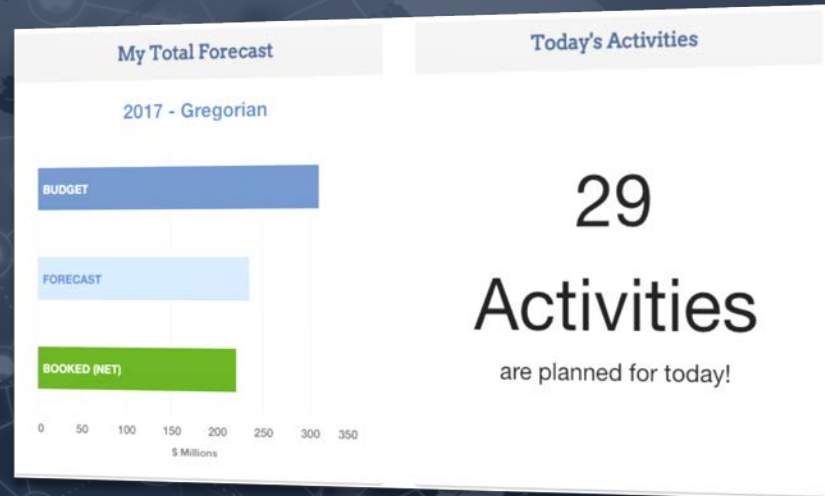 My Total Forecast
2017 - Gregorian
BUDGET
FORECAST
BOOKED (NET)
0 50 100 150 200 250 300 350
$ Millions
Today's Activities
29
Activities
are planned for today!